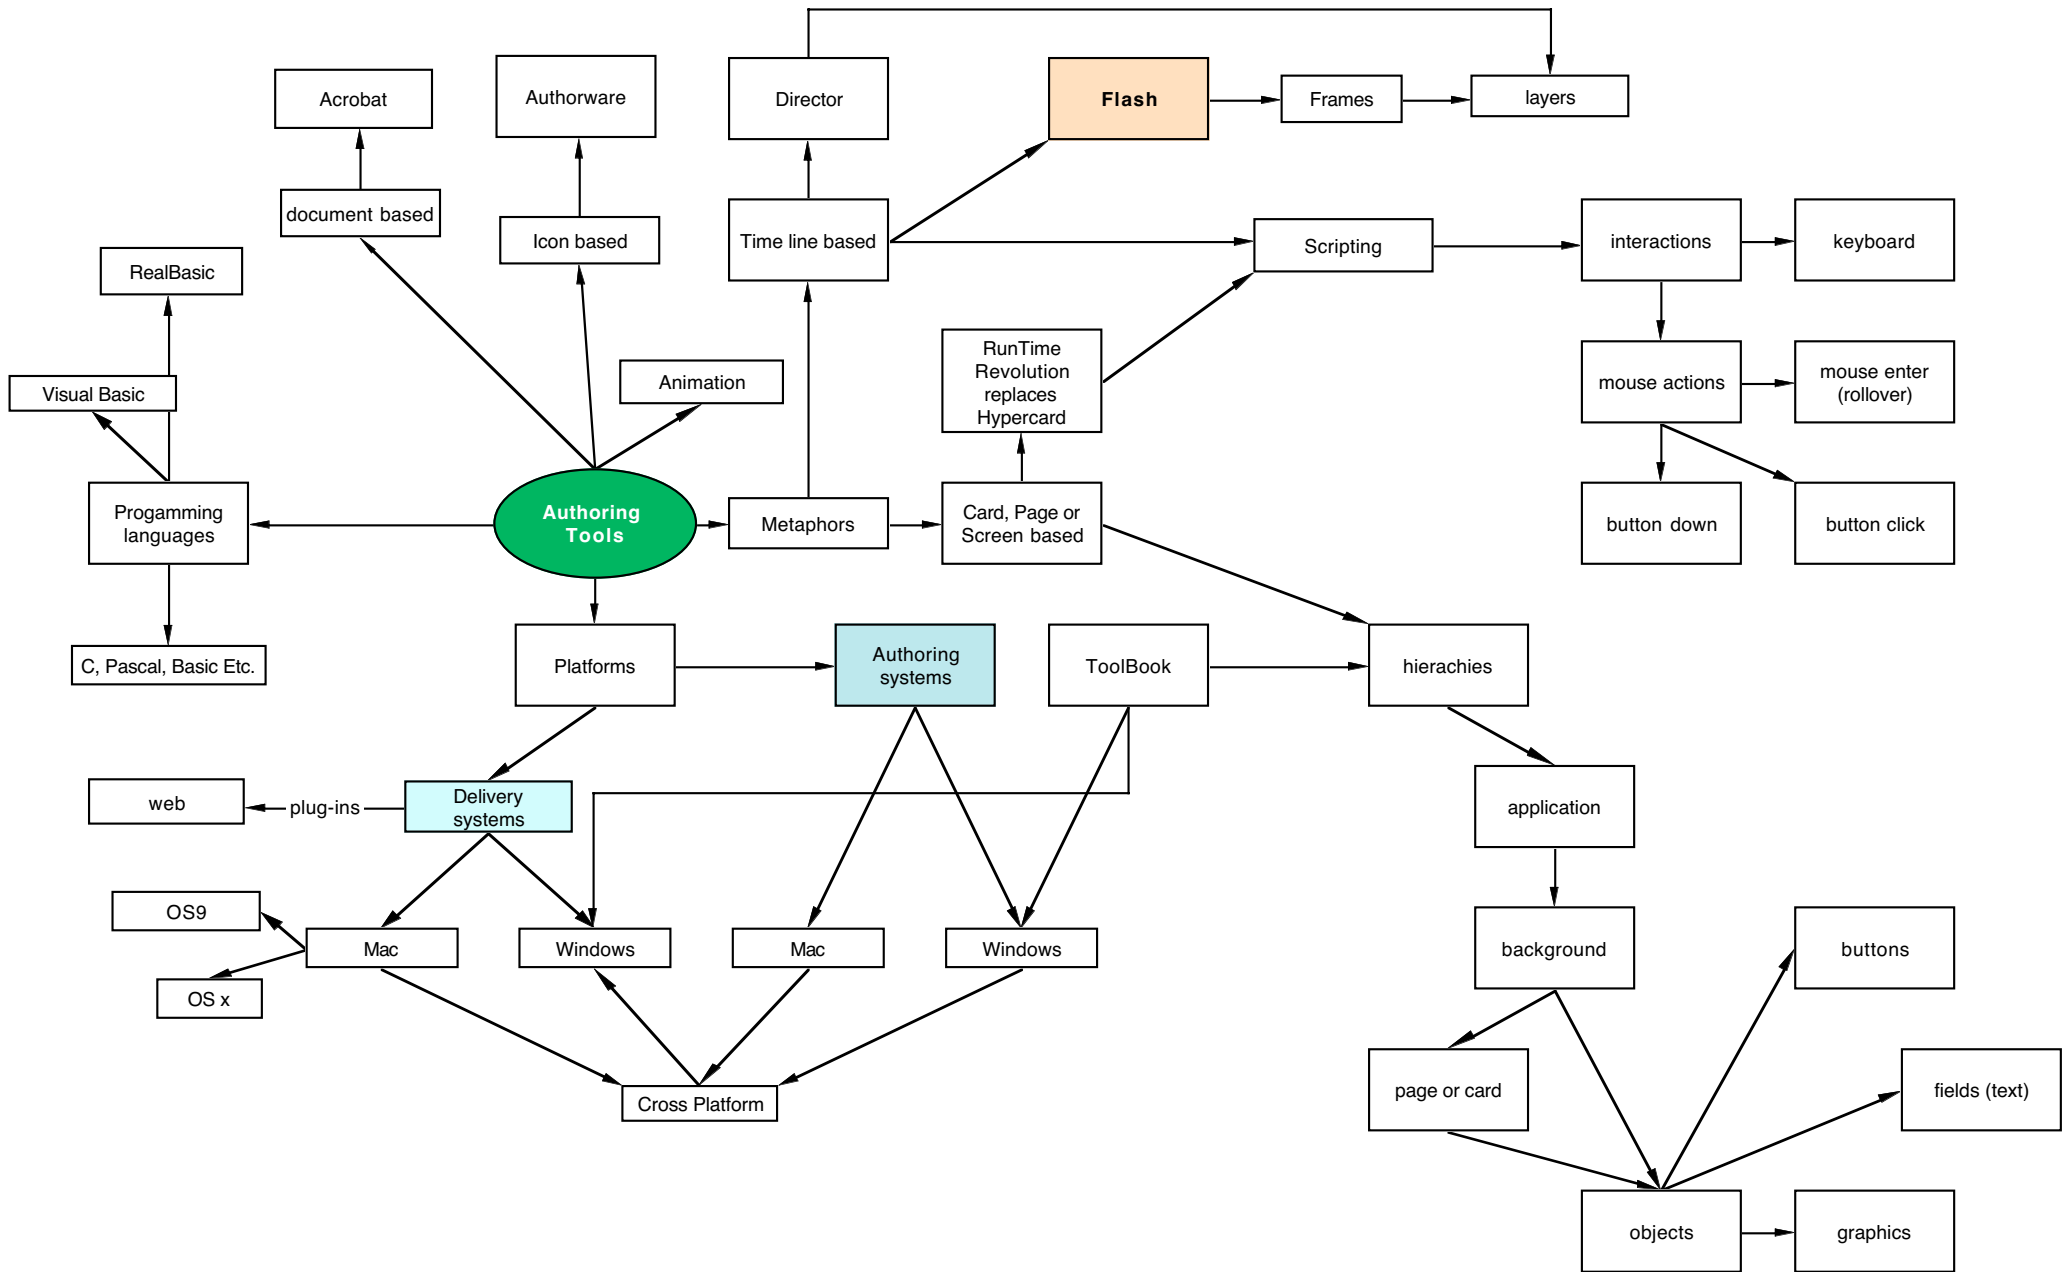 Acrobat
Authorware
Director
Flash
Frames
layers
document based
Icon based
Time line based
Scripting
interactions
keyboard
RealBasic
Visual Basic
Animation
RunTime
Revolution
replaces
Hypercard
mouse actions
mouse enter
(rollover)
Progamming
languages
Authoring
Tools
Metaphors
Card, Page or
Screen based
button down
button click
C, Pascal, Basic Etc.
Platforms
Authoring
systems
ToolBook
hierachies
web
plug-ins
Delivery
systems
application
OS9
Mac
Windows
Mac
Windows
background
buttons
OS x
Cross Platform
page or card
fields (text)
objects
graphics